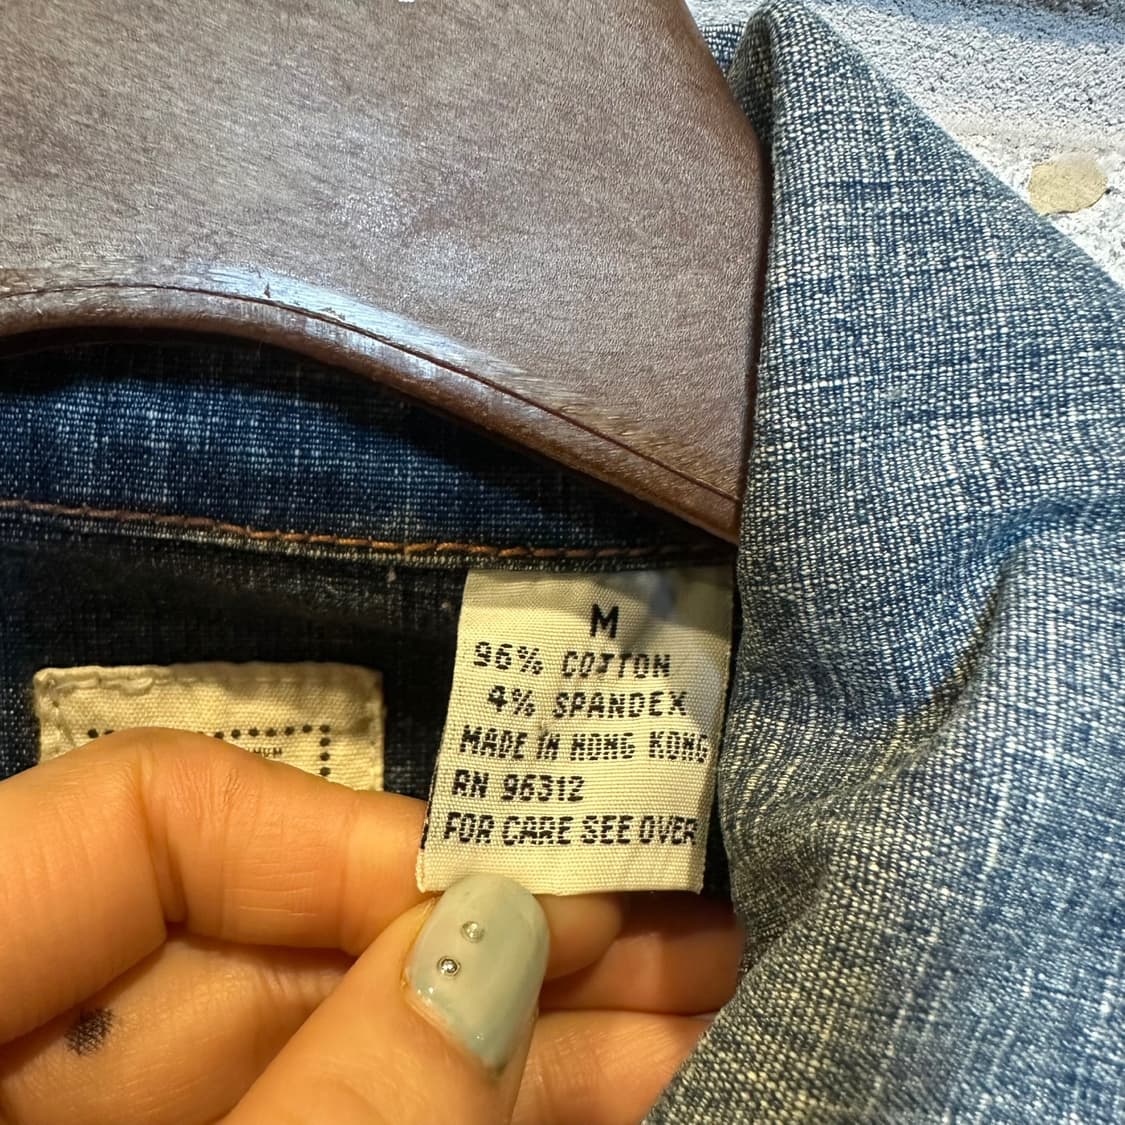 M
96% COTTON
4% SPANDEX
MADE IN HONG KONG
RN 96312
FOR CARE SEE OVER